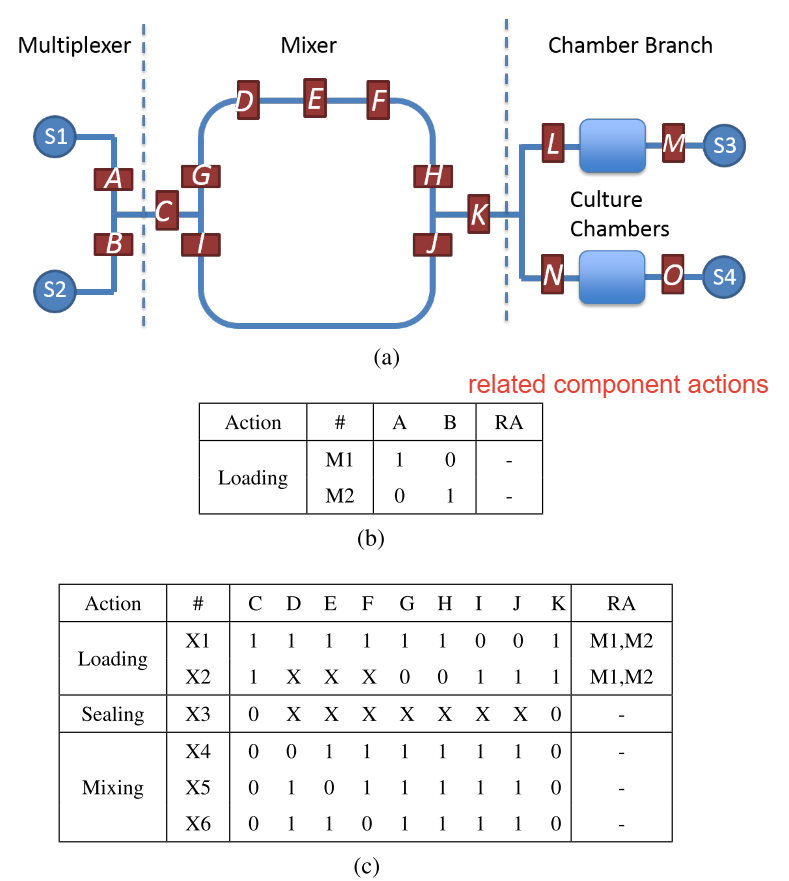 Multiplexer Mixer Chamber Branch
D E F
S1 L M S3
A G H
C K Culture
Chambers
B I J
S2 N O S4
(a)
related component actions
Action # A B RA
Loading M1 1 0 -
M2 0 1 -
(b)
Action # C D E F G H I J K RA
Loading X1 1 1 1 1 1 1 0 0 1 M1,M2
X2 1 X X X 0 0 1 1 1 M1,M2
Sealing X3 0 X X X X X X X 0 -
Mixing X4 0 0 1 1 1 1 1 1 0 -
X5 0 1 0 1 1 1 1 1 0 -
X6 0 1 1 0 1 1 1 1 0 -
(c)